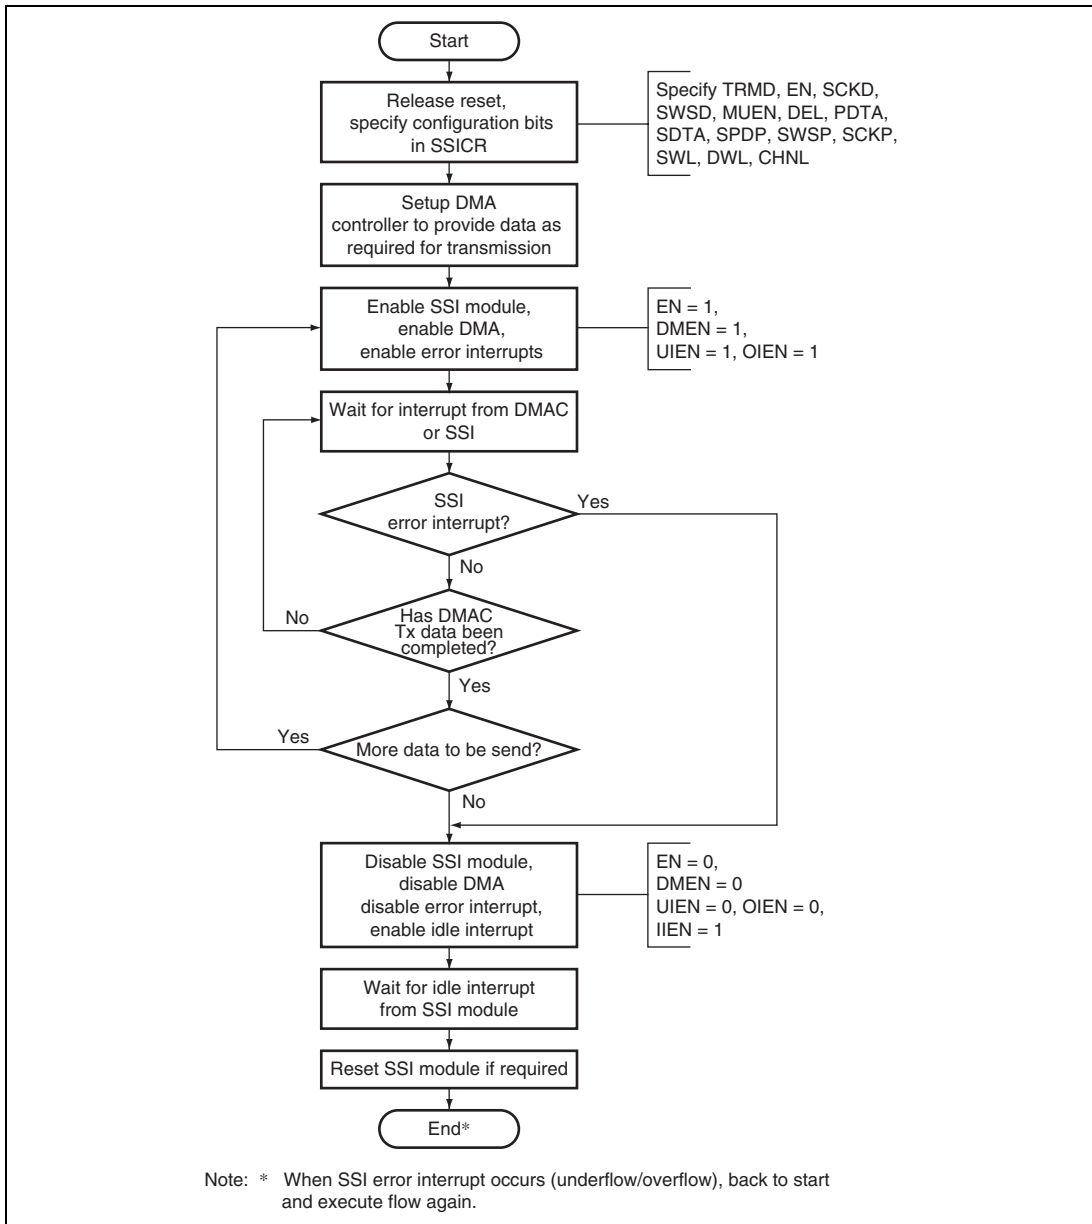 Start
Release reset,
specify configuration bits
in SSICR
Specify TRMD, EN, SCKD,
SWSD, MUEN, DEL, PDTA,
SDTA, SPDP, SWSP, SCKP,
SWL, DWL, CHNL
Setup DMA
controller to provide data as
required for transmission
Enable SSI module,
enable DMA,
enable error interrupts
EN = 1,
DMEN = 1,
UIEN = 1, OIEN = 1
Wait for interrupt from DMAC
or SSI
SSI
error interrupt?
Yes
No
Has DMAC
Tx data been
completed?
No
Yes
More data to be send?
Yes
No
Disable SSI module,
disable DMA
disable error interrupt,
enable idle interrupt
EN = 0,
DMEN = 0
UIEN = 0, OIEN = 0,
IIEN = 1
Wait for idle interrupt
from SSI module
Reset SSI module if required
End*
Note: * When SSI error interrupt occurs (underflow/overflow), back to start
and execute flow again.